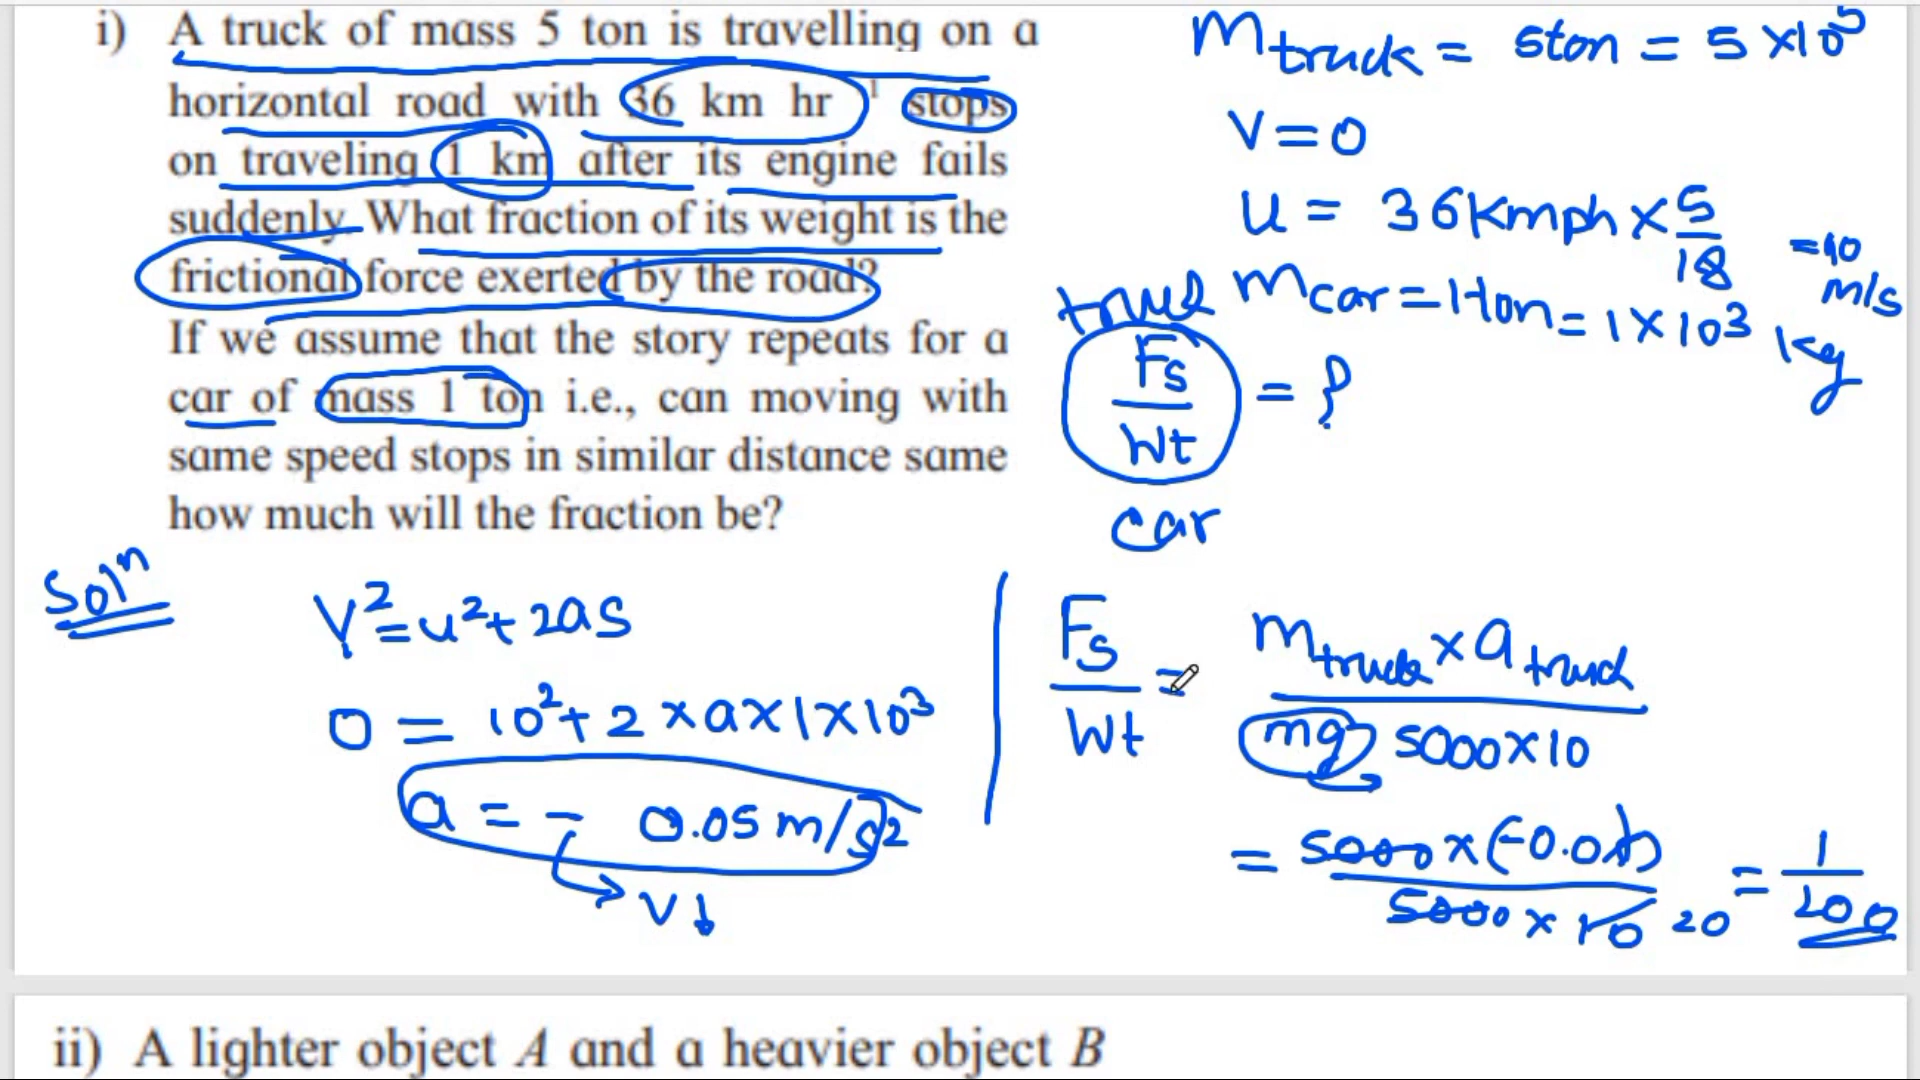 i) A truck of mass 5 ton is travelling on a
horizontal road with 36 km hr 1 stops
on traveling 1 km after its engine fails
suddenly. What fraction of its weight is the
frictional force exerted by the road?
If we assume that the story repeats for a
car of mass 1 ton i.e., can moving with
same speed stops in similar distance same
how much will the fraction be?
m truck = 5ton = 5 ×10
V = 0
u = 36Kmph × 5/18 = 10 m/s
m car = 1ton = 1 × 10³ kg
truck
Fs/Wt = ?
car
Solⁿ
V² = u² + 2as
0 = 10² + 2 × a × 1 × 10³
a = - 0.05 m/s²
V↓
Fs/Wt = m truck × a truck / mg 5000×10
= 5000 × (-0.05) / 5000 × 10 20 = 1/200
ii) A lighter object A and a heavier object B